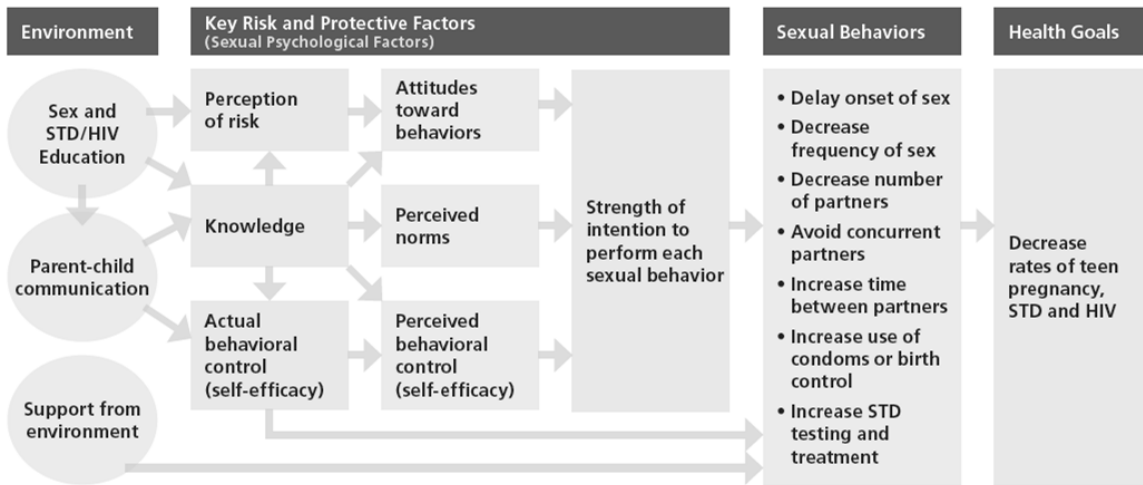 Environment
Key Risk and Protective Factors
(Sexual Psychological Factors)
Sexual Behaviors
Health Goals
Sex and
STD/HIV
Education
Parent-child
communication
Support from
environment
Perception
of risk
Knowledge
Actual
behavioral
control
(self-efficacy)
Attitudes
toward
behaviors
Perceived
norms
Perceived
behavioral
control
(self-efficacy)
Strength of
intention to
perform each
sexual behavior
• Delay onset of sex
• Decrease
frequency of sex
• Decrease number
of partners
• Avoid concurrent
partners
• Increase time
between partners
• Increase use of
condoms or birth
control
• Increase STD
testing and
treatment
Decrease
rates of teen
pregnancy,
STD and HIV